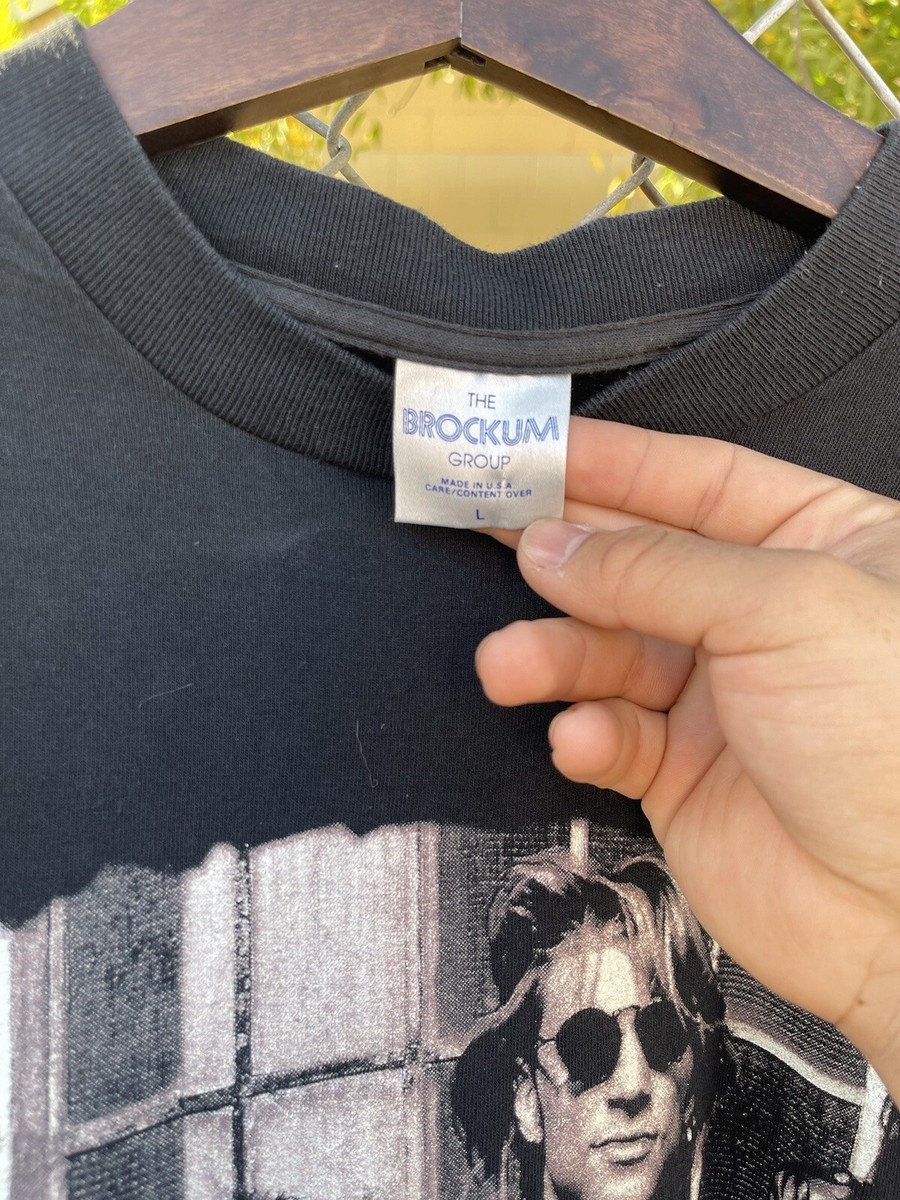 THE
BROCKUM
GROUP
MADE IN U.S.A
CARE/CONTENT OVER
L